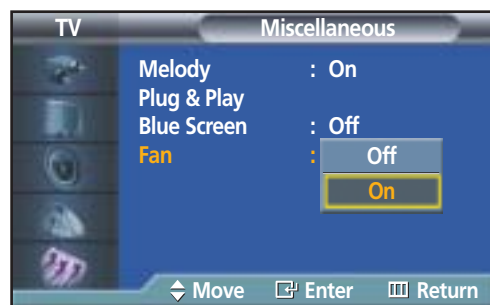 TV Miscellaneous
Melody : On
Plug & Play
Blue Screen : Off
Fan : Off
On
Move Enter Return